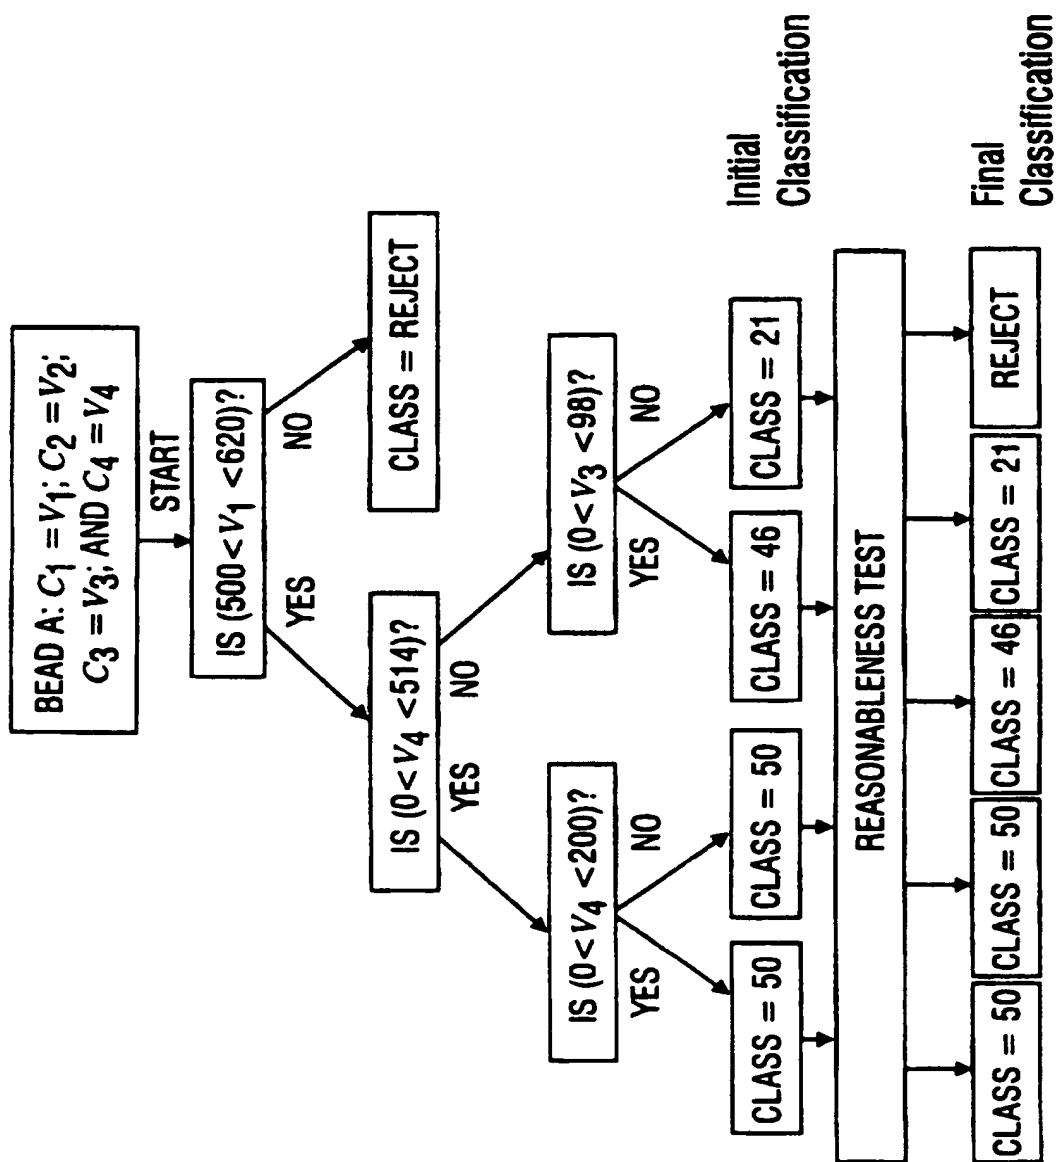 BEAD A: C1 = V1; C2 = V2;
C3 = V3; AND C4 = V4
START
IS (500< V1 <620)?
YES
NO
IS (0< V4 <514)?
CLASS = REJECT
YES
NO
IS (0< V4 <200)?
IS (0< V3 <98)?
YES
NO
YES
NO
Initial
Classification
CLASS = 50
CLASS = 50
CLASS = 46
CLASS = 21
REASONABLENESS TEST
Final
Classification
CLASS = 50
CLASS = 50
CLASS = 46
CLASS = 21
REJECT